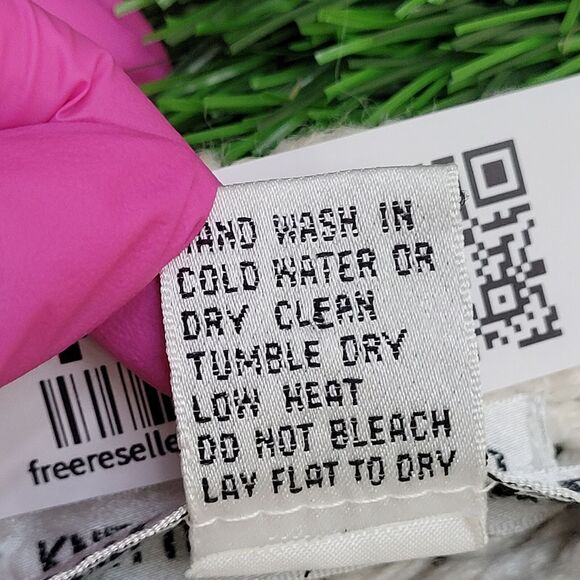 HAND WASH IN
COLD WATER OR
DRY CLEAN
TUMBLE DRY
LOW HEAT
DO NOT BLEACH
LAY FLAT TO DRY
freereselle